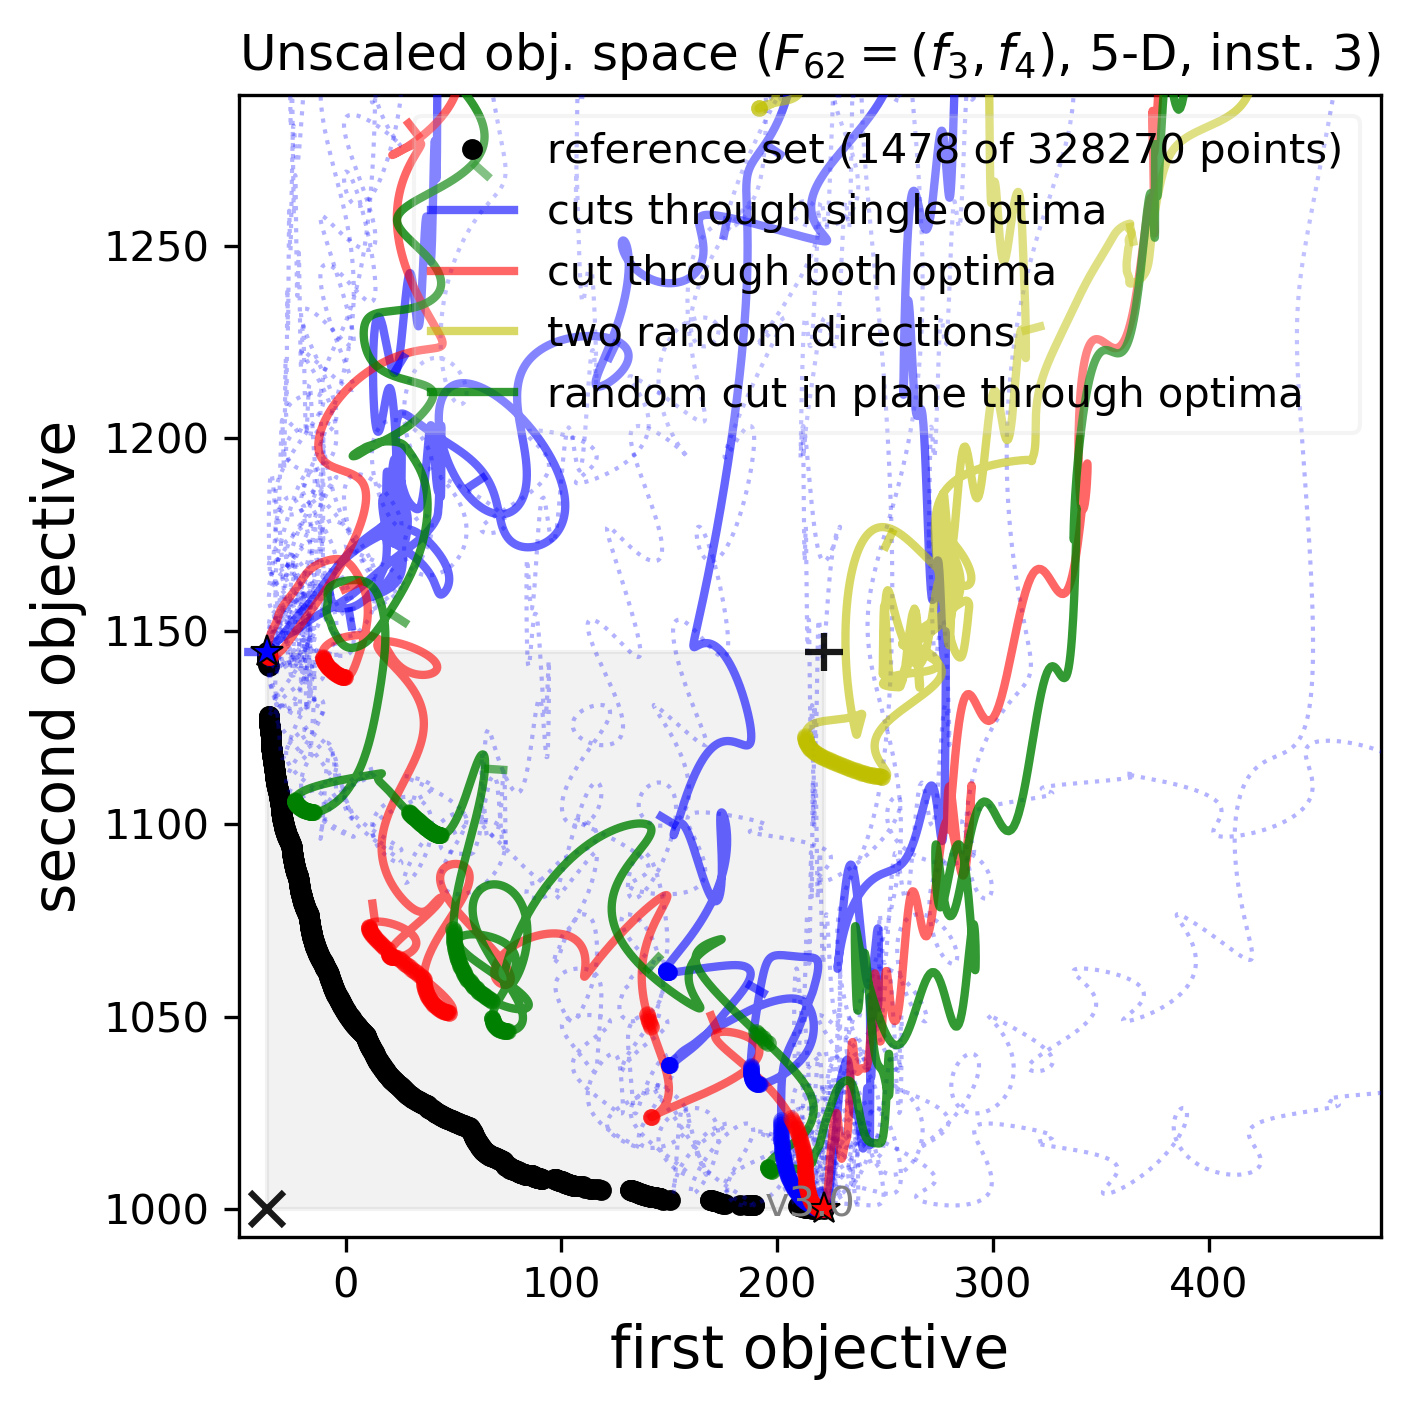 Unscaled obj. space (F62 = (f3, f4), 5-D, inst. 3)
reference set (1478 of 328270 points)
cuts through single optima
cut through both optima
two random directions
random cut in plane through optima
second objective
1250
1200
1150
1100
1050
1000
v3.0
0 100 200 300 400
first objective